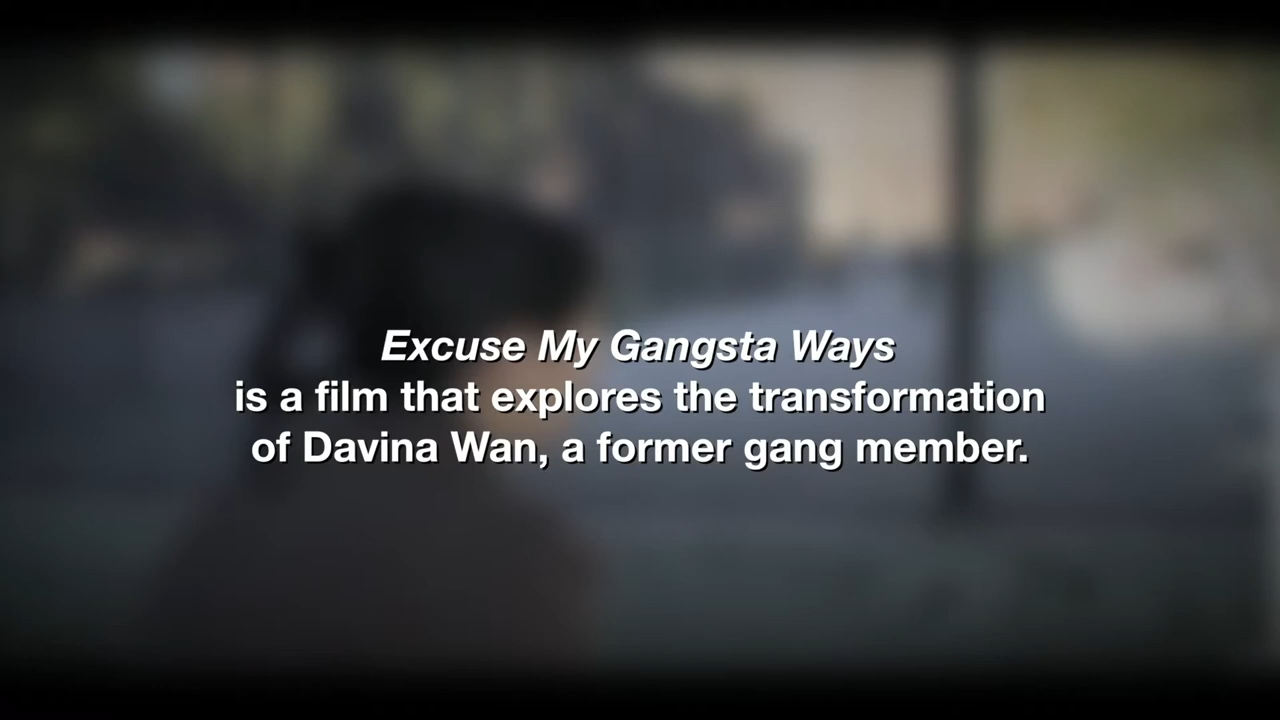 Excuse My Gangsta Ways
is a film that explores the transformation
of Davina Wan, a former gang member.